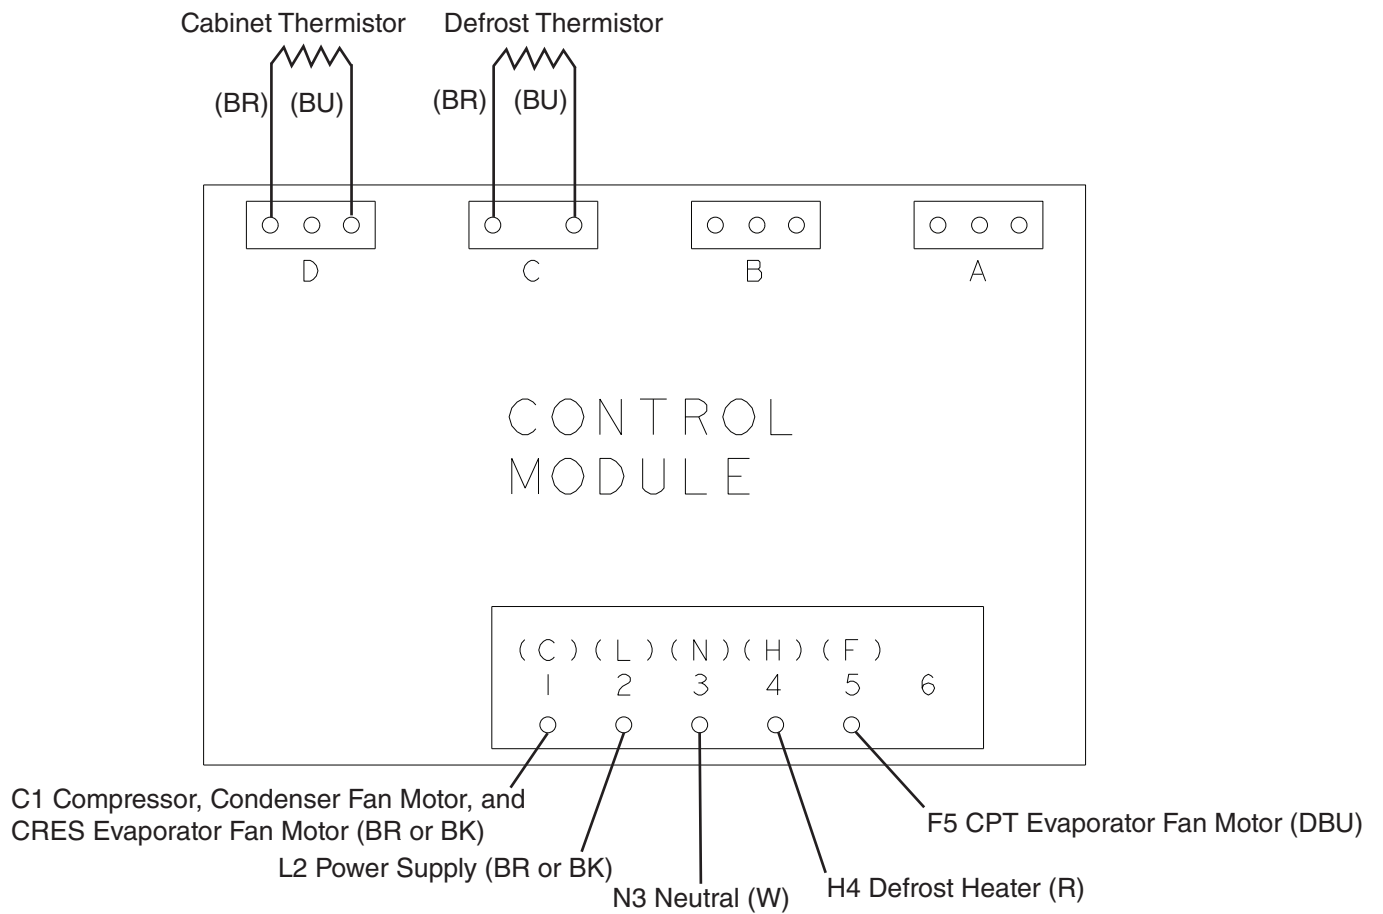 Cabinet Thermistor Defrost Thermistor
(BR) (BU) (BR) (BU)
D C B A
CONTROL
MODULE
(C) (L) (N) (H) (F)
1 2 3 4 5 6
C1 Compressor, Condenser Fan Motor, and
CRES Evaporator Fan Motor (BR or BK)
F5 CPT Evaporator Fan Motor (DBU)
L2 Power Supply (BR or BK)
N3 Neutral (W)
H4 Defrost Heater (R)